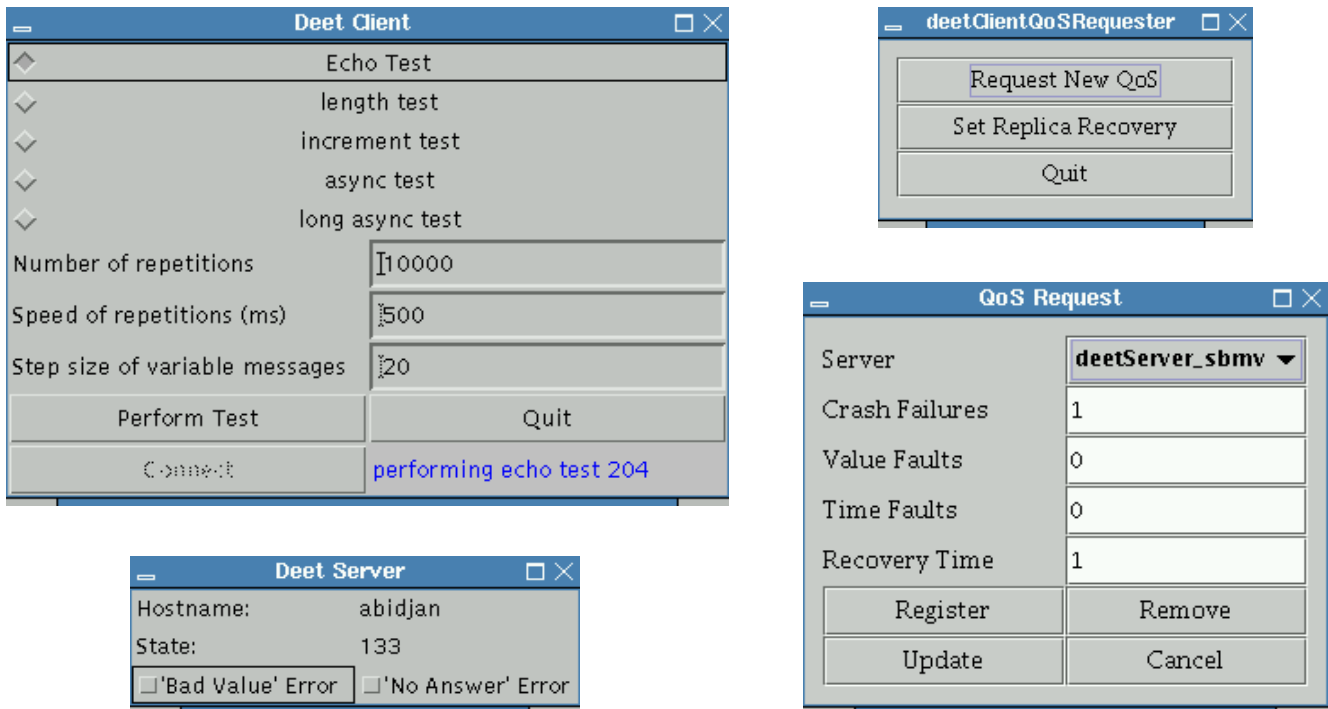 Deet Client
Echo Test
length test
increment test
async test
long async test
Number of repetitions 10000
Speed of repetitions (ms) 500
Step size of variable messages 20
Perform Test Quit
Connect performing echo test 204
deetClientQoSRequester
Request New QoS
Set Replica Recovery
Quit
QoS Request
Server deetServer_sbmv
Crash Failures 1
Value Faults 0
Time Faults 0
Recovery Time 1
Register Remove
Update Cancel
Deet Server
Hostname: abidjan
State: 133
'Bad Value' Error 'No Answer' Error